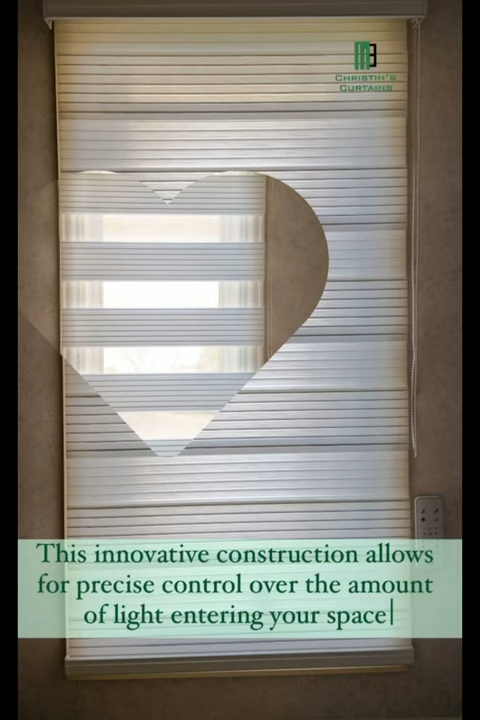 CHRISTIN'S
CURTAINS
This innovative construction allows
for precise control over the amount
of light entering your space